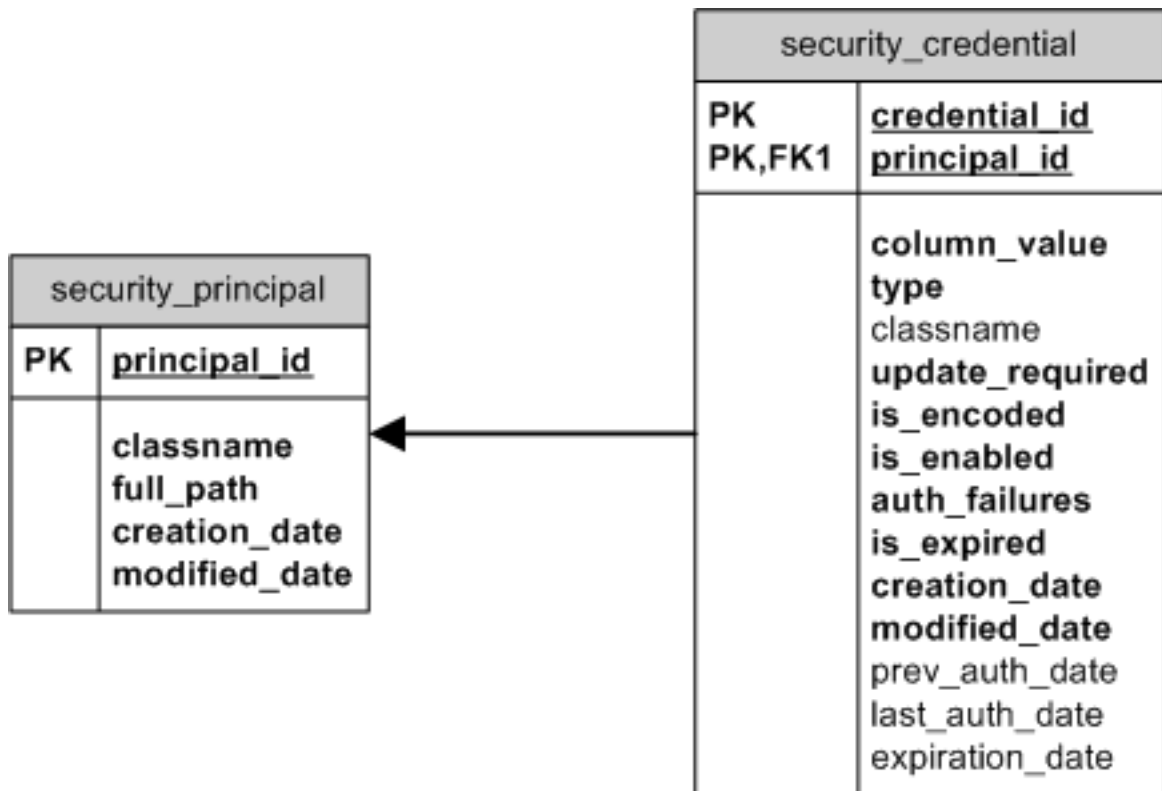 security_principal
PK principal_id
classname
full_path
creation_date
modified_date
security_credential
PK credential_id
PK,FK1 principal_id
column_value
type
classname
update_required
is_encoded
is_enabled
auth_failures
is_expired
creation_date
modified_date
prev_auth_date
last_auth_date
expiration_date